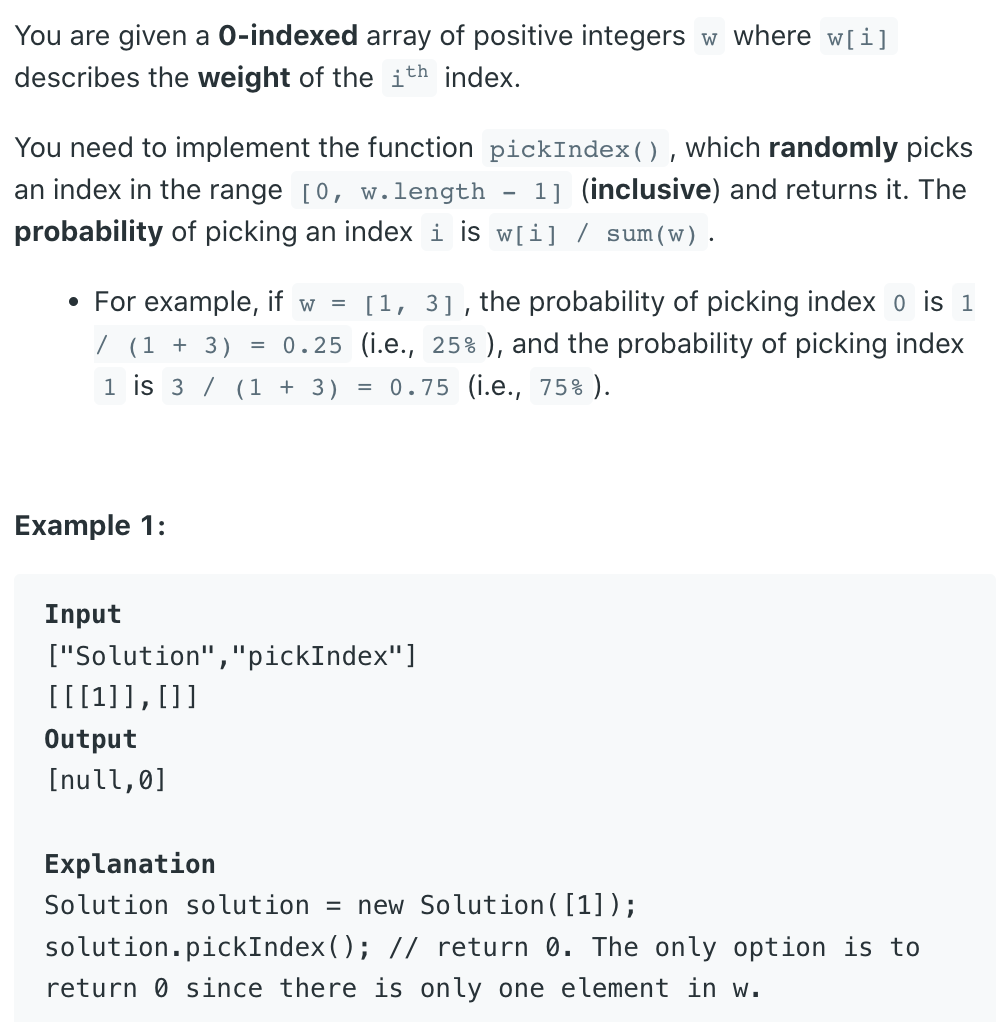 You are given a 0-indexed array of positive integers w where w[i]
describes the weight of the ith index.
You need to implement the function pickIndex(), which randomly picks
an index in the range [0, w.length - 1] (inclusive) and returns it. The
probability of picking an index i is w[i] / sum(w).
• For example, if w = [1, 3], the probability of picking index 0 is 1
/ (1 + 3) = 0.25 (i.e., 25%), and the probability of picking index
1 is 3 / (1 + 3) = 0.75 (i.e., 75%).
Example 1:
Input
["Solution","pickIndex"]
[[[1]],[]]
Output
[null,0]
Explanation
Solution solution = new Solution([1]);
solution.pickIndex(); // return 0. The only option is to
return 0 since there is only one element in w.